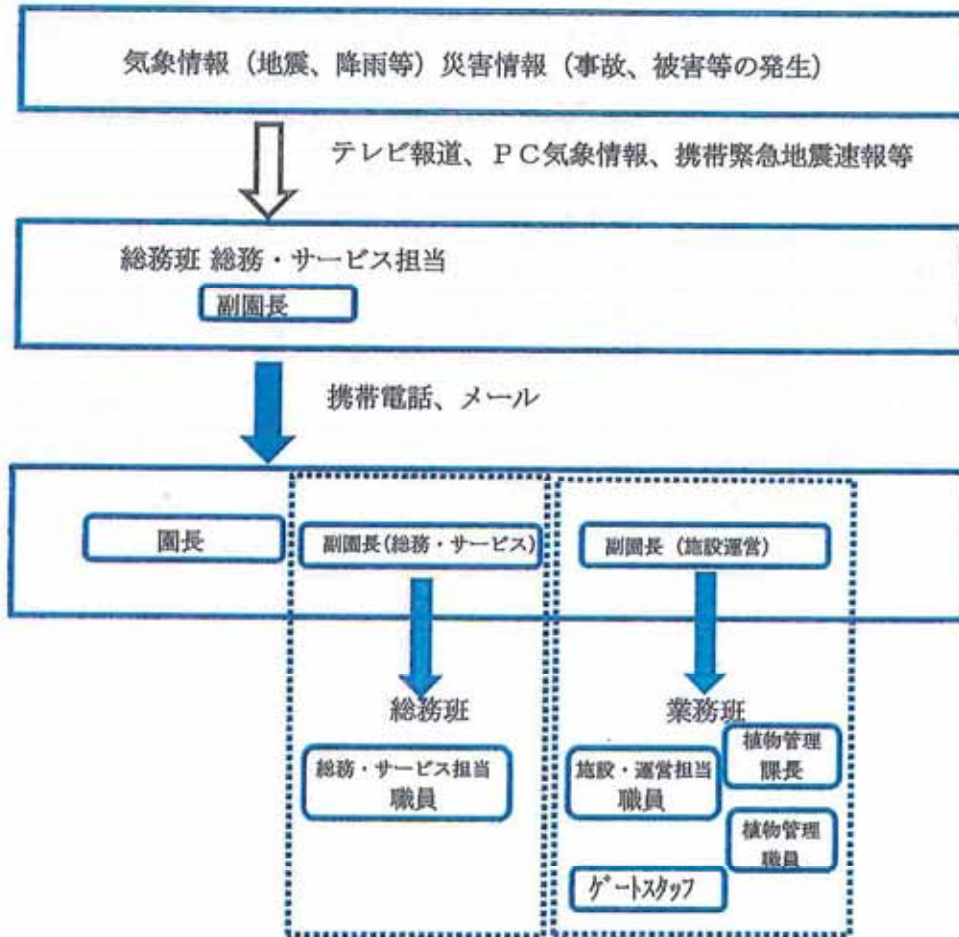 気象情報（地震、降雨等）災害情報（事故、被害等の発生）
テレビ報道、ＰＣ気象情報、携帯緊急地震速報等
総務班 総務・サービス担当
副園長
携帯電話、メール
園長
副園長(総務・サービス)
副園長（施設運営）
総務班
総務・サービス担当
職員
業務班
施設・運営担当
職員
植物管理
課長
植物管理
職員
ｹﾞｰﾄｽﾀｯﾌ